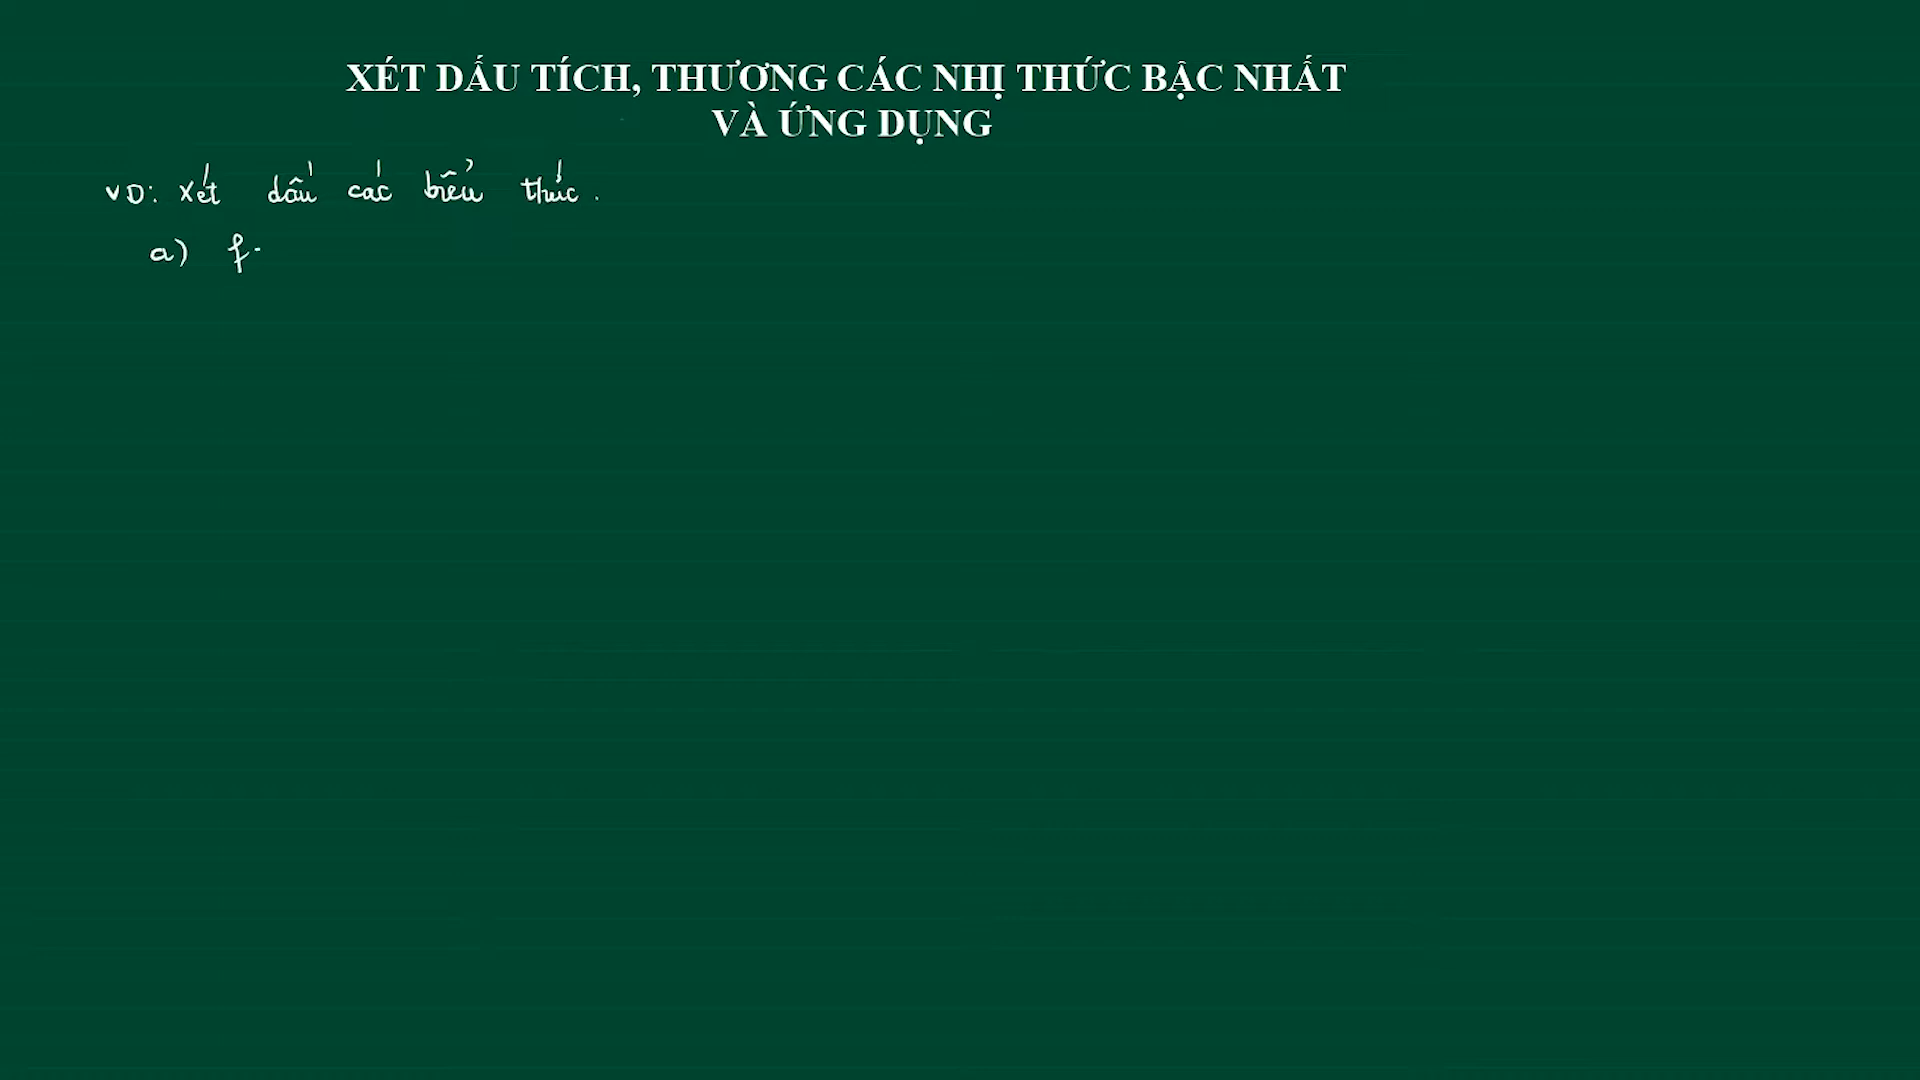 XÉT DẤU TÍCH, THƯƠNG CÁC NHỊ THỨC BẬC NHẤT
VÀ ỨNG DỤNG
VD: Xét dấu các biểu thức.
a) f